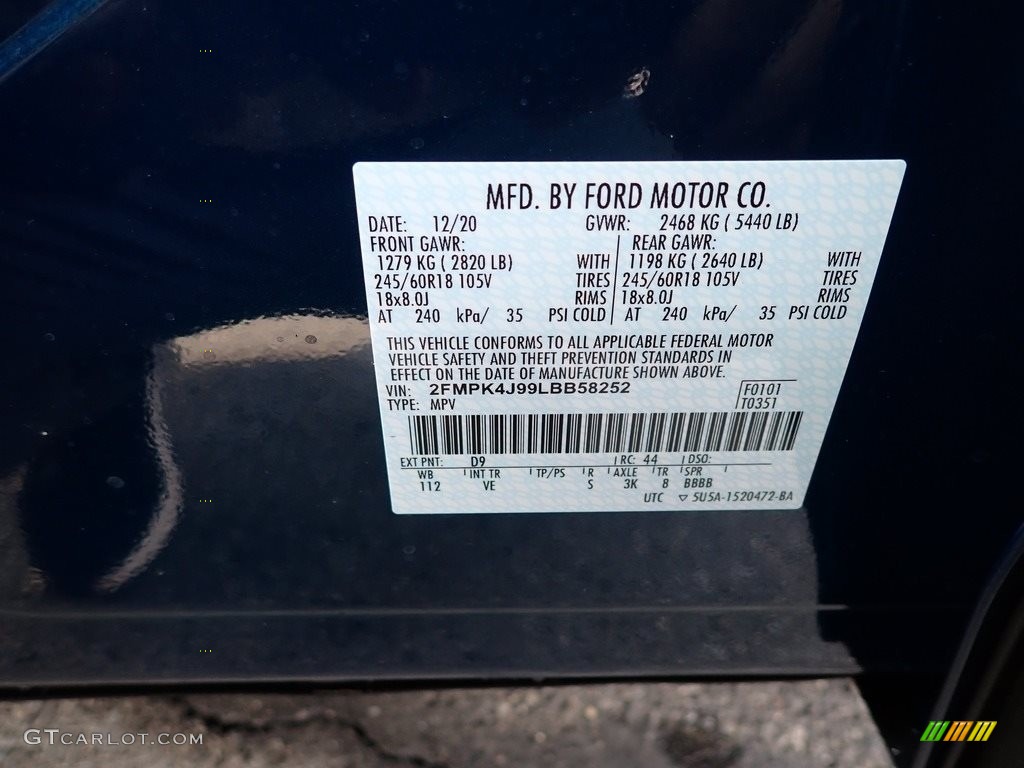 MFD. BY FORD MOTOR CO.
DATE: 12/20 GVWR: 2468 KG ( 5440 LB)
FRONT GAWR: REAR GAWR:
1279 KG ( 2820 LB) WITH 1198 KG ( 2640 LB) WITH
245/60R18 105V TIRES 245/60R18 105V TIRES
18x8.0J RIMS 18x8.0J RIMS
AT 240 kPa/ 35 PSI COLD AT 240 kPa/ 35 PSI COLD
THIS VEHICLE CONFORMS TO ALL APPLICABLE FEDERAL MOTOR
VEHICLE SAFETY AND THEFT PREVENTION STANDARDS IN
EFFECT ON THE DATE OF MANUFACTURE SHOWN ABOVE.
VIN: 2FMPK4J99LBB58252 F0101
TYPE: MPV T0351
EXT PNT: D9 RC: 44 DSO:
WB INT TR TP/PS R AXLE TR SPR
112 VE S 3K 8 BBBB
UTC 5U5A-1520472-BA
GTCARLOT.COM